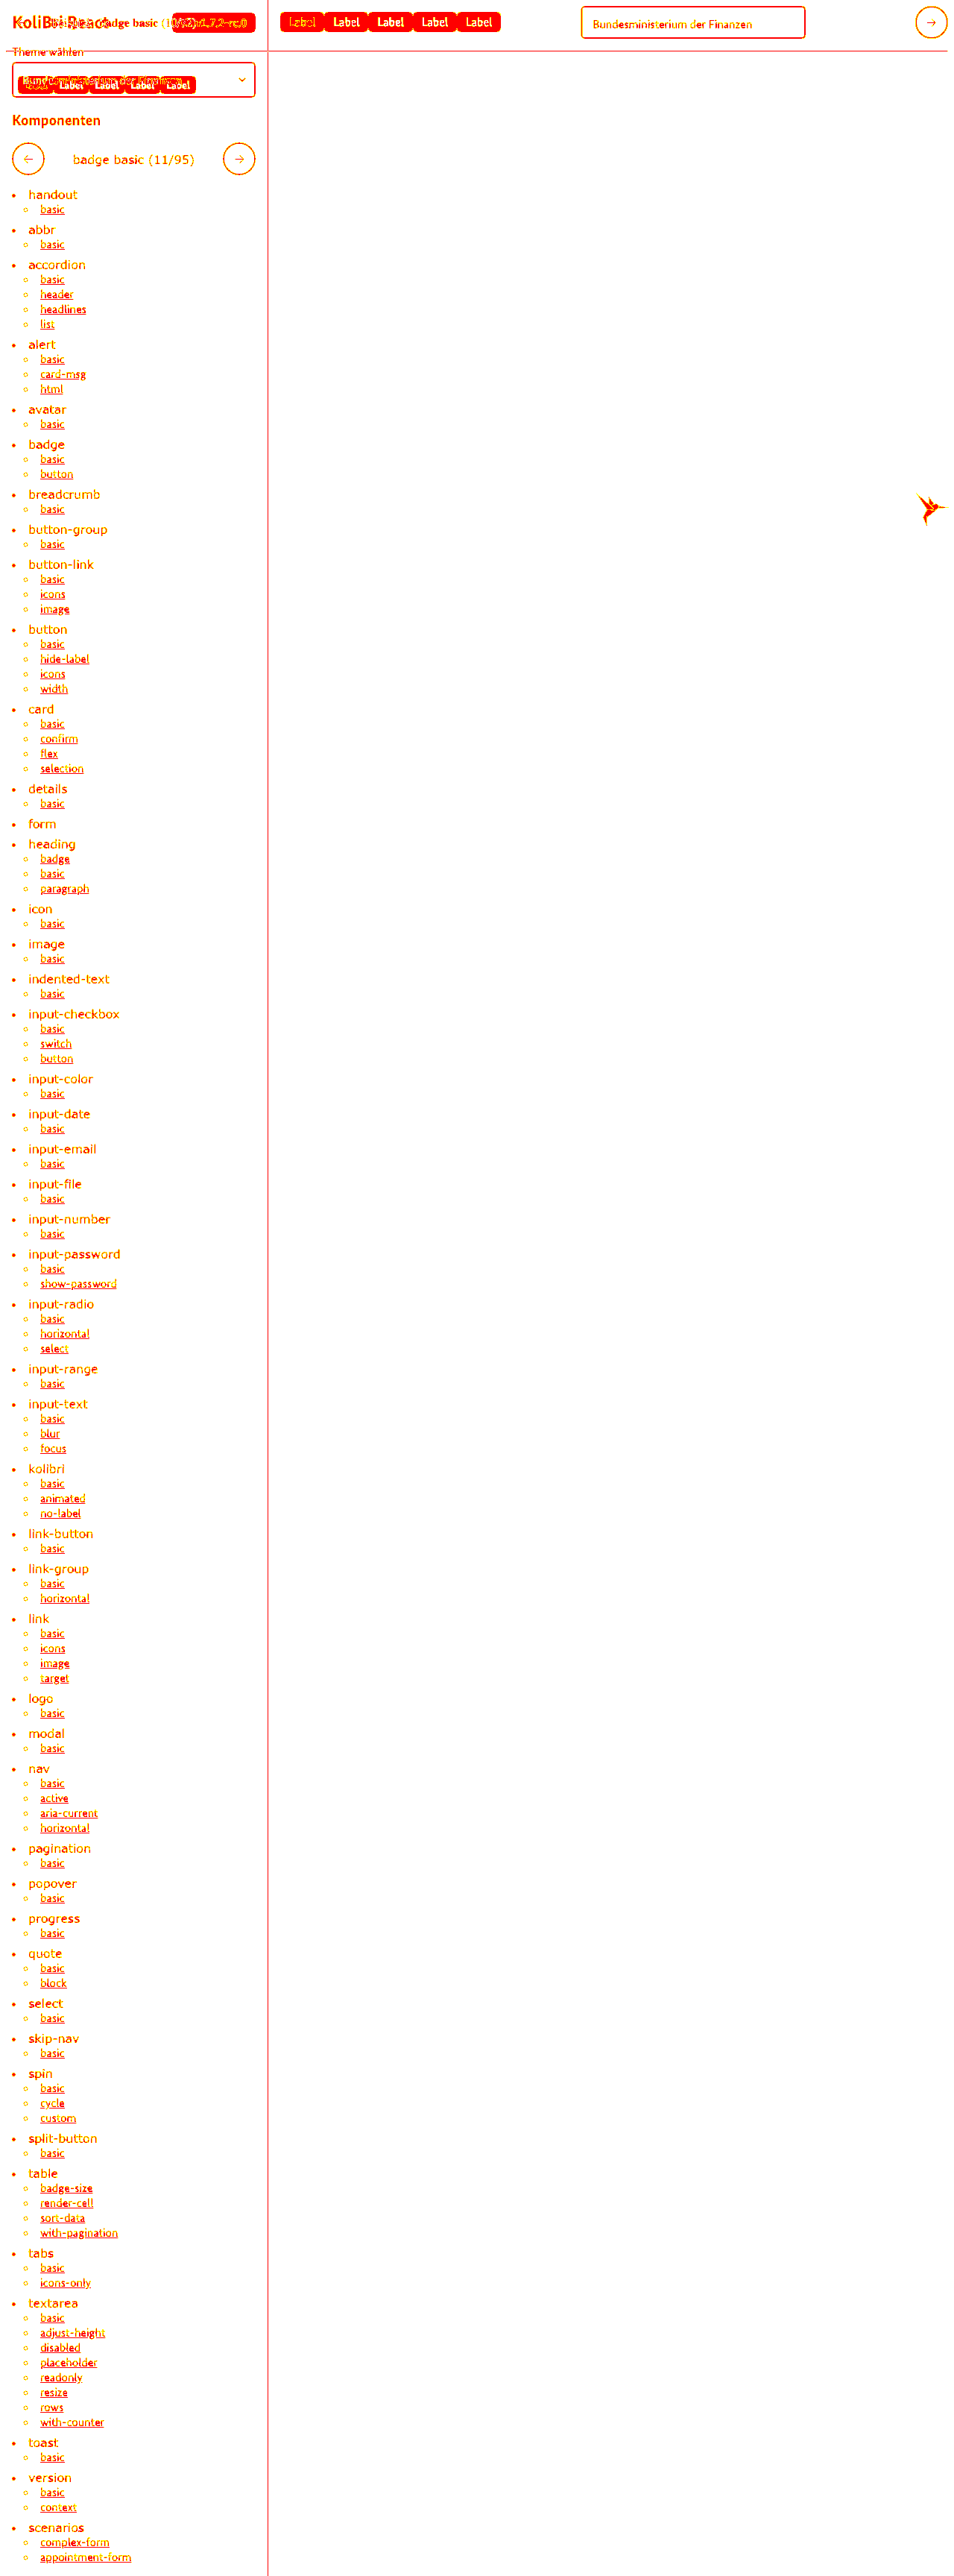 KoliBri React
badge basic
Label Label Label Label Label
Bundesministerium der Finanzen
Theme wählen
Label Label Label Label
Komponenten
badge basic (11/95)
handout
basic
abbr
basic
accordion
basic
header
headlines
list
alert
basic
card-msg
html
avatar
basic
badge
basic
button
breadcrumb
basic
button-group
basic
button-link
basic
icons
image
button
basic
hide-label
icons
width
card
basic
confirm
flex
selection
details
basic
form
heading
badge
basic
paragraph
icon
basic
image
basic
indented-text
basic
input-checkbox
basic
switch
button
input-color
basic
input-date
basic
input-email
basic
input-file
basic
input-number
basic
input-password
basic
show-password
input-radio
basic
horizontal
select
input-range
basic
input-text
basic
blur
focus
kolibri
basic
animated
no-label
link-button
basic
link-group
basic
horizontal
link
basic
icons
image
target
logo
basic
modal
basic
nav
basic
active
aria-current
horizontal
pagination
basic
popover
basic
progress
basic
quote
basic
block
select
basic
skip-nav
basic
spin
basic
cycle
custom
split-button
basic
table
badge-size
render-cell
sort-data
with-pagination
tabs
basic
icons-only
textarea
basic
adjust-height
disabled
placeholder
readonly
resize
rows
with-counter
toast
basic
version
basic
context
scenarios
complex-form
appointment-form